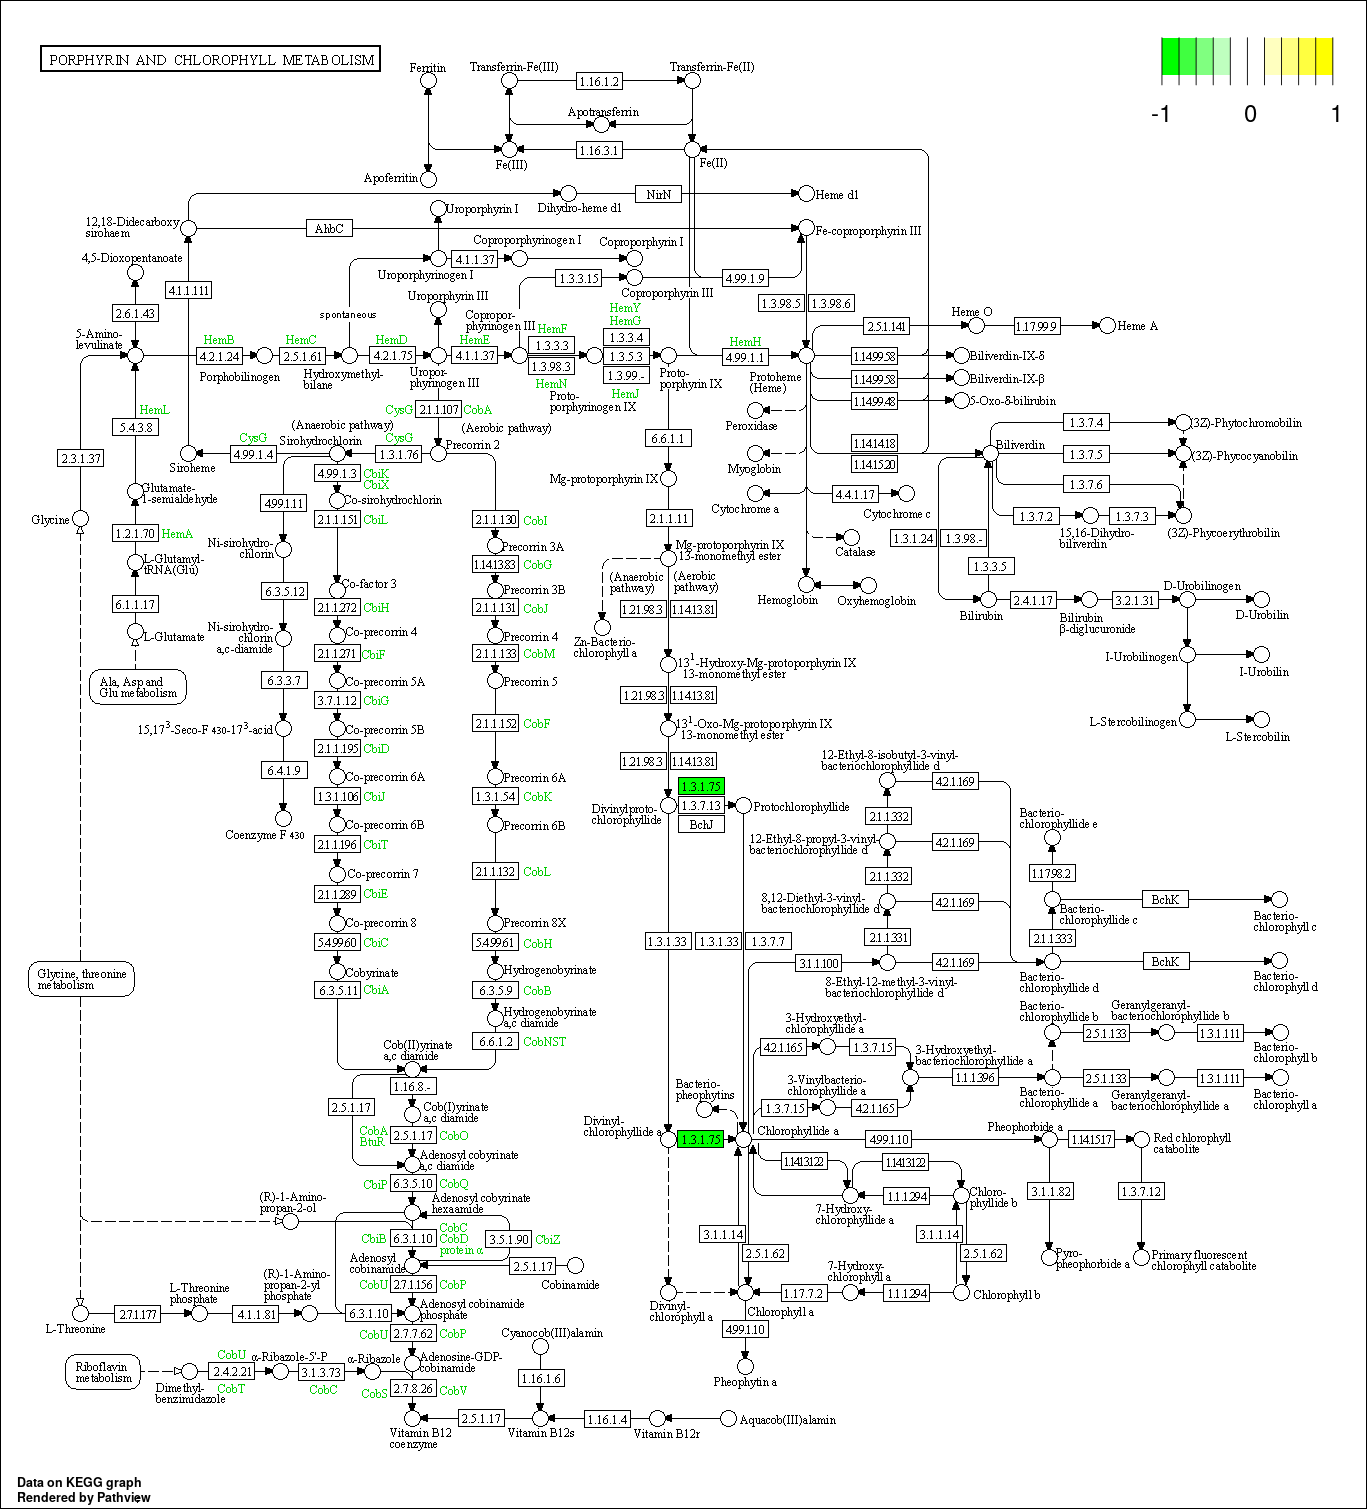 PORPHYRIN AND CHLOROPHYLL METABOLISM
-1
0
1
Ferritin
Transferrin-Fe(III)
1.16.1.2
Transferrin-Fe(II)
Apotransferrin
Fe(III)
1.16.3.1
Fe(II)
Apoferritin
Dihydro-heme d1
NirN
Heme d1
Uroporphyrin I
12,18-Didecarboxy
sirohaem
AhbC
Fe-coproporphyrin III
4,5-Dioxopentanoate
Uroporphyrinogen I
4.1.1.37
Coproporphyrinogen I
Coproporphyrin I
1.3.3.15
Coproporphyrin III
4.99.1.9
4.1.1.111
2.6.1.43
spontaneous
Uroporphyrin III
Copropor-
phyrinogen III
1.3.98.5
1.3.98.6
5-Amino-
levulinate
HemB
4.2.1.24
Porphobilinogen
HemC
2.5.1.61
Hydroxymethyl-
bilane
HemD
4.2.1.75
Uropor-
phyrinogen III
HemE
4.1.1.37
HemF
1.3.3.3
1.3.98.3
HemN
Proto-
porphyrinogen IX
HemY
HemG
1.3.3.4
1.3.5.3
1.3.99.-
HemJ
Proto-
porphyrin IX
HemH
4.99.1.1
Protoheme
(Heme)
2.5.1.141
Heme O
1.17.99.9
Heme A
1.14.99.58
Biliverdin-IX-δ
1.14.99.58
Biliverdin-IX-β
1.14.99.48
5-Oxo-δ-bilirubin
Peroxidase
Myoglobin
Cytochrome a
4.4.1.17
Cytochrome c
Catalase
Hemoglobin
Oxyhemoglobin
1.14.14.18
1.14.15.20
Biliverdin
1.3.7.4
(3Z)-Phytochromobilin
1.3.7.5
(3Z)-Phycocyanobilin
1.3.7.6
1.3.7.2
15,16-Dihydro-
biliverdin
1.3.7.3
(3Z)-Phycoerythrobilin
1.3.1.24
1.3.98.-
1.3.3.5
Bilirubin
2.4.1.17
Bilirubin
β-diglucuronide
3.2.1.31
D-Urobilinogen
D-Urobilin
I-Urobilinogen
I-Urobilin
L-Stercobilinogen
L-Stercobilin
HemL
5.4.3.8
2.3.1.37
Glycine
Glutamate-
1-semialdehyde
1.2.1.70
HemA
L-Glutamyl-
tRNA(Glu)
6.1.1.17
L-Glutamate
Ala, Asp and
Glu metabolism
CysG
2.1.1.107
CobA
(Anaerobic pathway)
(Aerobic pathway)
Siroheme
CysG
4.99.1.4
Sirohydrochlorin
CysG
1.3.1.76
Precorrin 2
4.99.1.11
Ni-sirohydro-
chlorin
6.3.5.12
Ni-sirohydro-
chlorin
a,c-diamide
6.3.3.7
15,17³-Seco-F 430-17³-acid
6.4.1.9
Coenzyme F 430
4.99.1.3
CbiK
CbiX
Co-sirohydrochlorin
2.1.1.151
CbiL
Co-factor 3
2.1.1.272
CbiH
Co-precorrin 4
2.1.1.271
CbiF
Co-precorrin 5A
3.7.1.12
CbiG
Co-precorrin 5B
2.1.1.195
CbiD
Co-precorrin 6A
1.3.1.106
CbiJ
Co-precorrin 6B
2.1.1.196
CbiT
Co-precorrin 7
2.1.1.289
CbiE
Co-precorrin 8
5.4.99.60
CbiC
Cobyrinate
6.3.5.11
CbiA
2.1.1.130
CobI
Precorrin 3A
1.14.13.83
CobG
Precorrin 3B
2.1.1.131
CobJ
Precorrin 4
2.1.1.133
CobM
Precorrin 5
2.1.1.152
CobF
Precorrin 6A
1.3.1.54
CobK
Precorrin 6B
2.1.1.132
CobL
Precorrin 8X
5.4.99.61
CobH
Hydrogenobyrinate
6.3.5.9
CobB
Hydrogenobyrinate
a,c diamide
6.6.1.2
CobNST
Cob(II)yrinate
a,c diamide
1.16.8.-
2.5.1.17
Cob(I)yrinate
a,c diamide
CobA
BtuR
2.5.1.17
CobO
Adenosyl cobyrinate
a,c diamide
CbiP
6.3.5.10
CobQ
Adenosyl cobyrinate
hexaamide
CbiB
6.3.1.10
CobC
CobD
protein α
3.5.1.90
CbiZ
Adenosyl
cobinamide
2.5.1.17
Cobinamide
CobU
2.7.1.156
CobP
Adenosyl cobinamide
phosphate
CobU
2.7.7.62
CobP
Adenosine-GDP-
cobinamide
CobS
2.7.8.26
CobV
Vitamin B12
coenzyme
2.5.1.17
Vitamin B12s
1.16.1.4
Vitamin B12r
Aquacob(III)alamin
Cyanocob(III)alamin
1.16.1.6
Glycine, threonine
metabolism
(R)-1-Amino-
propan-2-ol
L-Threonine
2.7.1.177
L-Threonine
phosphate
4.1.1.81
(R)-1-Amino-
propan-2-yl
phosphate
6.3.1.10
Riboflavin
metabolism
Dimethyl-
benzimidazole
CobU
2.4.2.21
CobT
α-Ribazole-5'-P
3.1.3.73
CobC
α-Ribazole
6.6.1.1
Mg-protoporphyrin IX
2.1.1.11
Mg-protoporphyrin IX
13-monomethyl ester
(Anaerobic
pathway)
(Aerobic
pathway)
1.21.98.3
1.14.13.81
Zn-Bacterio-
chlorophyll a
13¹-Hydroxy-Mg-protoporphyrin IX
13-monomethyl ester
1.21.98.3
1.14.13.81
13¹-Oxo-Mg-protoporphyrin IX
13-monomethyl ester
1.21.98.3
1.14.13.81
Divinylproto-
chlorophyllide
1.3.1.75
1.3.7.13
BchJ
Protochlorophyllide
1.3.1.33
1.3.1.33
1.3.7.7
12-Ethyl-8-isobutyl-3-vinyl-
bacteriochlorophyllide d
4.2.1.169
2.1.1.332
12-Ethyl-8-propyl-3-vinyl-
bacteriochlorophyllide d
4.2.1.169
2.1.1.332
8,12-Diethyl-3-vinyl-
bacteriochlorophyllide d
4.2.1.169
2.1.1.331
3.1.1.100
8-Ethyl-12-methyl-3-vinyl-
bacteriochlorophyllide d
4.2.1.169
Bacterio-
chlorophyllide e
1.17.98.2
Bacterio-
chlorophyllide c
BchK
Bacterio-
chlorophyll c
2.1.1.333
Bacterio-
chlorophyllide d
BchK
Bacterio-
chlorophyll d
Bacterio-
chlorophyllide b
2.5.1.133
Geranylgeranyl-
bacteriochlorophyllide b
1.3.1.111
Bacterio-
chlorophyll b
3-Hydroxyethyl-
chlorophyllide a
4.2.1.165
1.3.7.15
3-Hydroxyethyl-
bacteriochlorophyllide a
1.1.1.396
Bacterio-
chlorophyllide a
2.5.1.133
Geranylgeranyl-
bacteriochlorophyllide a
1.3.1.111
Bacterio-
chlorophyll a
3-Vinylbacterio-
chlorophyllide a
1.3.7.15
4.2.1.165
Bacterio-
pheophytins
Divinyl-
chlorophyllide a
1.3.1.75
Chlorophyllide a
4.99.1.10
Pheophorbide a
1.14.15.17
Red chlorophyll
catabolite
3.1.1.82
1.3.7.12
Pyro-
pheophorbide a
Primary fluorescent
chlorophyll catabolite
1.14.13.122
1.14.13.122
7-Hydroxy-
chlorophyllide a
1.1.1.294
Chloro-
phyllide b
3.1.1.14
2.5.1.62
3.1.1.14
2.5.1.62
Divinyl-
chlorophyll a
Chlorophyll a
1.17.7.2
7-Hydroxy-
chlorophyll a
1.1.1.294
Chlorophyll b
4.99.1.10
Pheophytin a
Data on KEGG graph
Rendered by Pathview